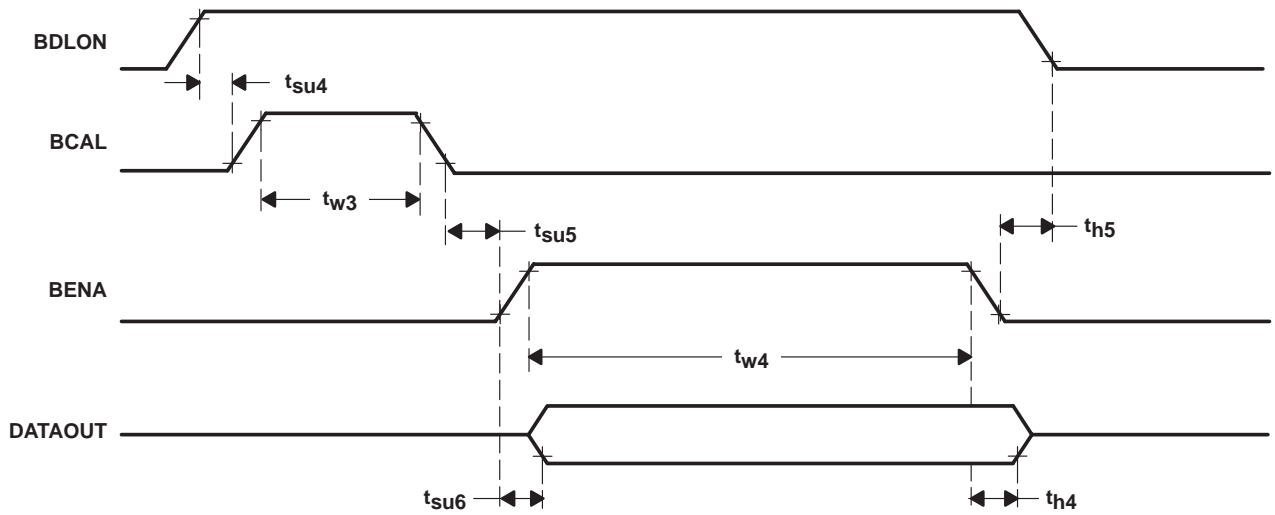 BDLON
tsu4
BCAL
tw3
tsu5
th5
BENA
tw4
DATAOUT
tsu6
th4